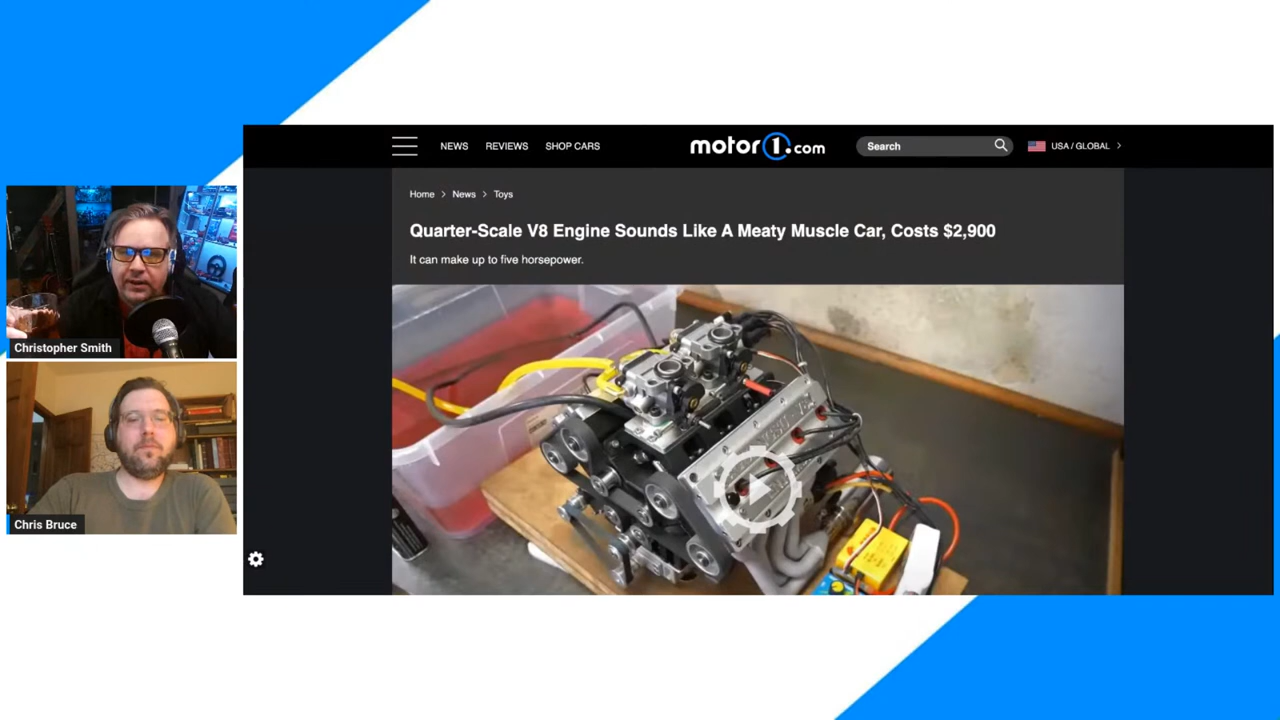 motor1.com
NEWS REVIEWS SHOP CARS
Search
USA / GLOBAL
Home > News > Toys
Quarter-Scale V8 Engine Sounds Like A Meaty Muscle Car, Costs $2,900
It can make up to five horsepower.
Christopher Smith
Chris Bruce